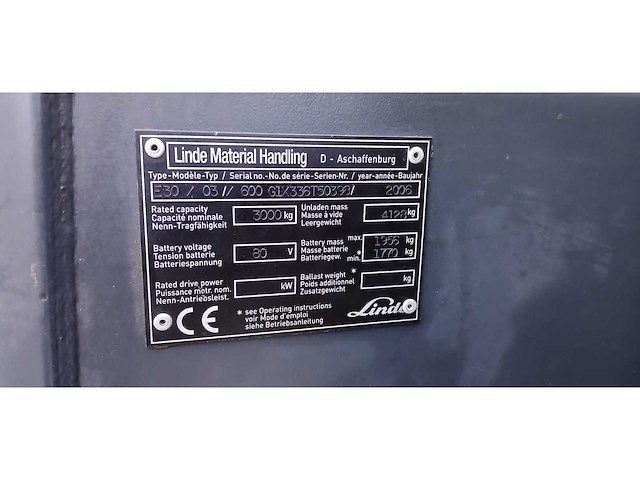 Linde Material Handling D - Aschaffenburg
Type-Modèle-Typ / Serial no.-No.de série-Serien-Nr. / year-année-Baujahr
E30 / 03 // 600 G1X336T50398/ 2006
Rated capacity
Capacité nominale
Nenn-Tragfähigkeit
3000 kg
Unladen mass
Masse à vide
Leergewicht
4128 kg
Battery voltage
Tension batterie
Batteriespannung
80 V
Battery mass max.
Masse batterie
Batteriegew. min.*
1956 kg
1770 kg
Rated drive power
Puissance motr. nom.
Nenn-Antriebsleist.
kW
Ballast weight *
Poids additionnel
Zusatzgewicht
kg
CE
* see Operating instructions
voir Mode d'emploi
siehe Betriebsanleitung
Linde